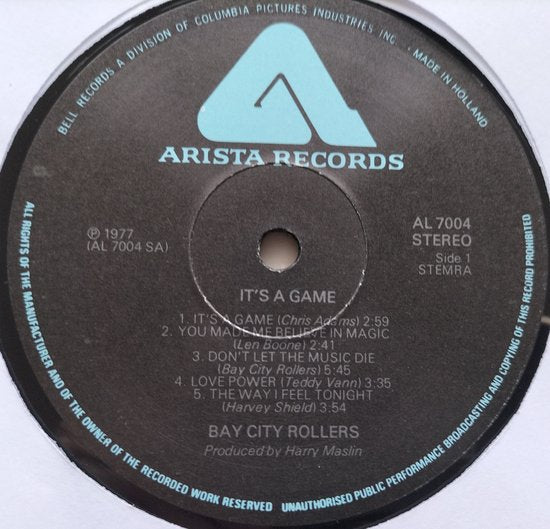 BELL RECORDS A DIVISION OF COLUMBIA PICTURES INDUSTRIES INC. · MADE IN HOLLAND
ARISTA RECORDS
℗ 1977
(AL 7004 SA)
AL 7004
STEREO
Side 1
STEMRA
IT'S A GAME
1. IT'S A GAME (Chris Adams) 2:59
2. YOU MADE ME BELIEVE IN MAGIC
(Len Boone) 2:41
3. DON'T LET THE MUSIC DIE
(Bay City Rollers) 5:45
4. LOVE POWER (Teddy Vann) 3:35
5. THE WAY I FEEL TONIGHT
(Harvey Shield) 3:54
BAY CITY ROLLERS
Produced by Harry Maslin
ALL RIGHTS OF THE MANUFACTURER AND OF THE OWNER OF THE RECORDED WORK RESERVED UNAUTHORISED PUBLIC PERFORMANCE BROADCASTING AND COPYING OF THIS RECORD PROHIBITED